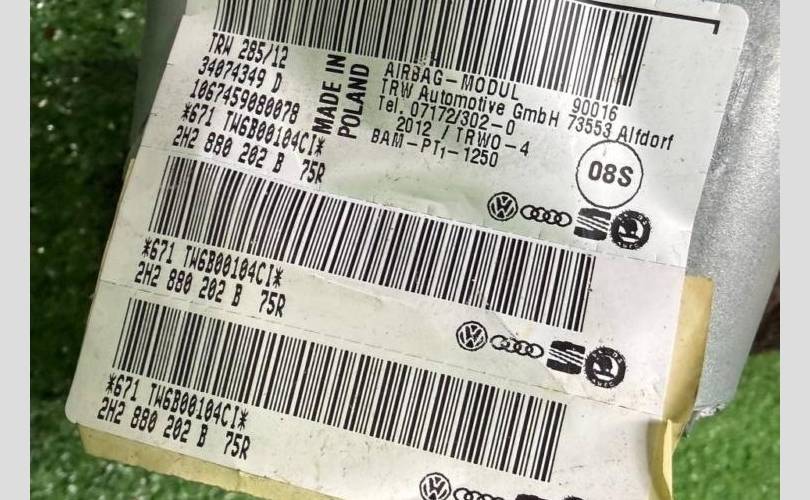 TRW 285/12
34074349 D
1067459080078
*671 TW6B00104CI*
2H2 880 202 B 75R
MADE IN
POLAND
AIRBAG-MODUL 90016
TRW Automotive GmbH 73553 Alfdorf
Tel. 07172/302-0
2012 / TRWO-4
BAM-PT1-1250
08S
*671 TW6B00104CI*
2H2 880 202 B 75R
*671 TW6B00104CI*
2H2 880 202 B 75R